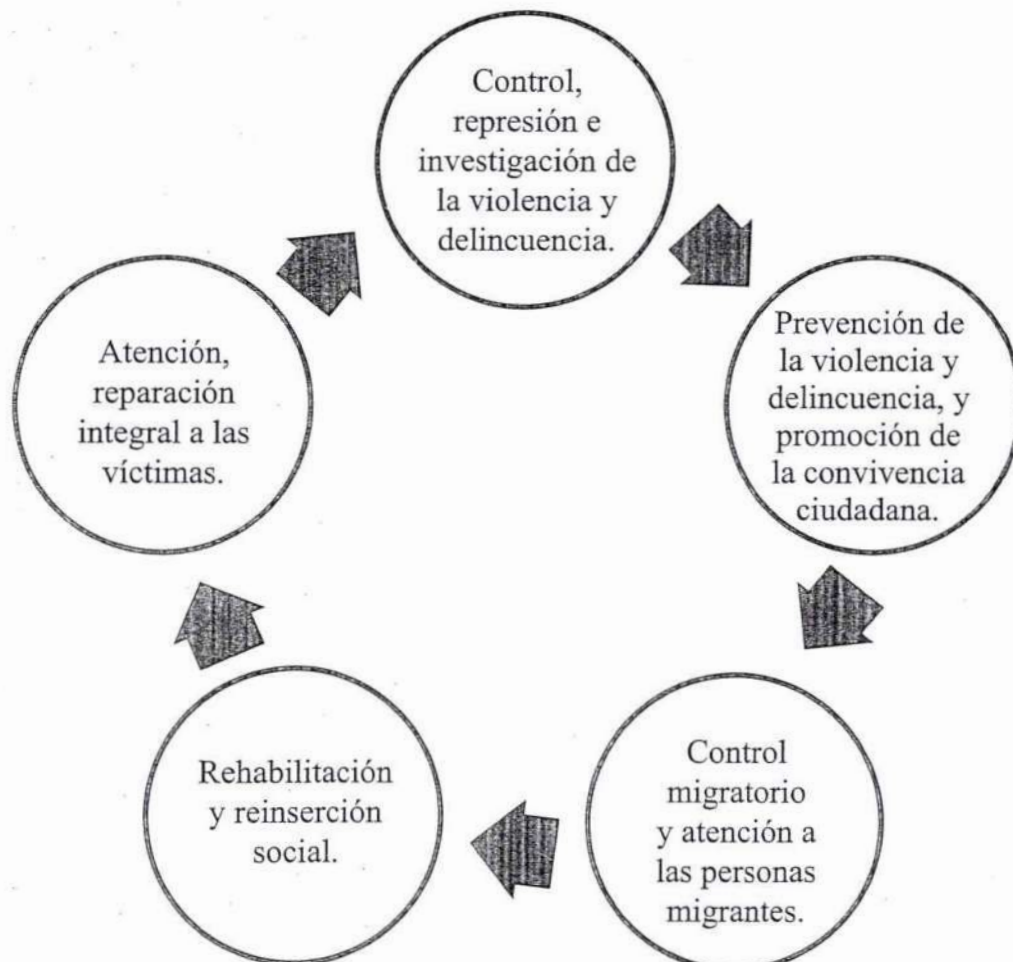 Control,
represión e
investigación de
la violencia y
delincuencia.
Prevención de
la violencia y
delincuencia, y
promoción de
la convivencia
ciudadana.
Control
migratorio
y atención a
las personas
migrantes.
Rehabilitación
y reinserción
social.
Atención,
reparación
integral a las
víctimas.